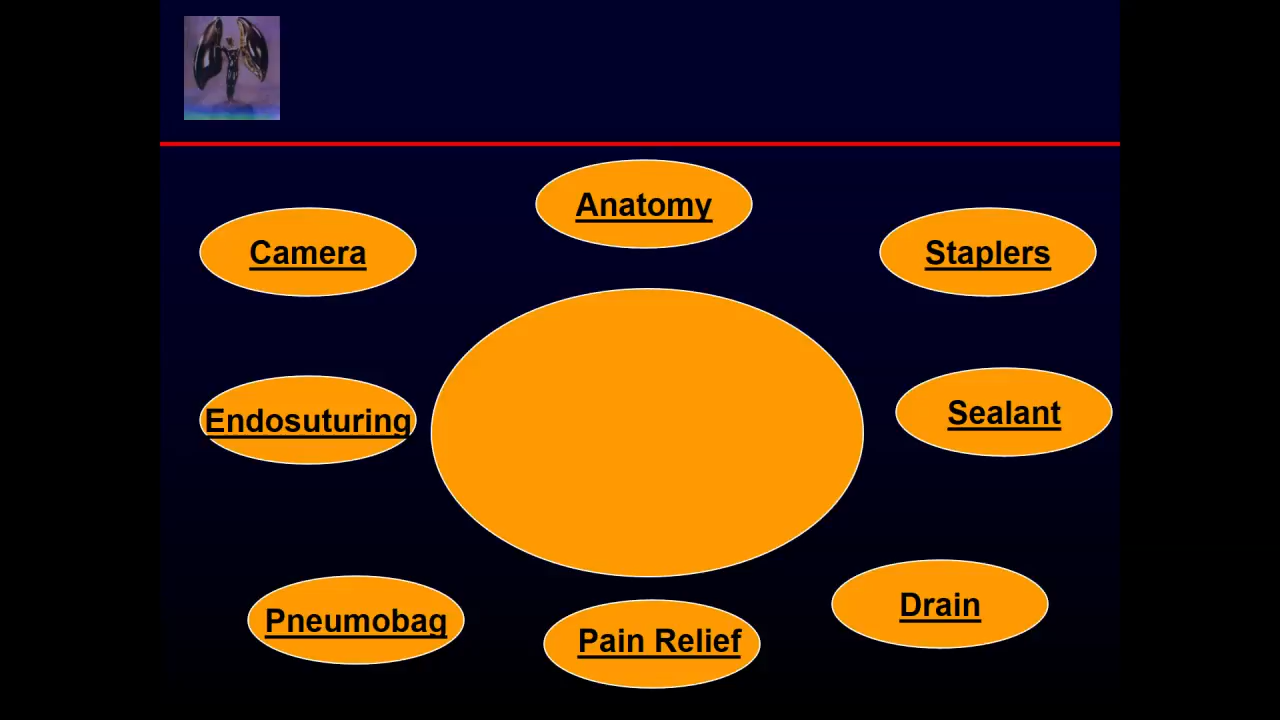 Anatomy
Camera
Staplers
Endosuturing
Sealant
Pneumobag
Pain Relief
Drain